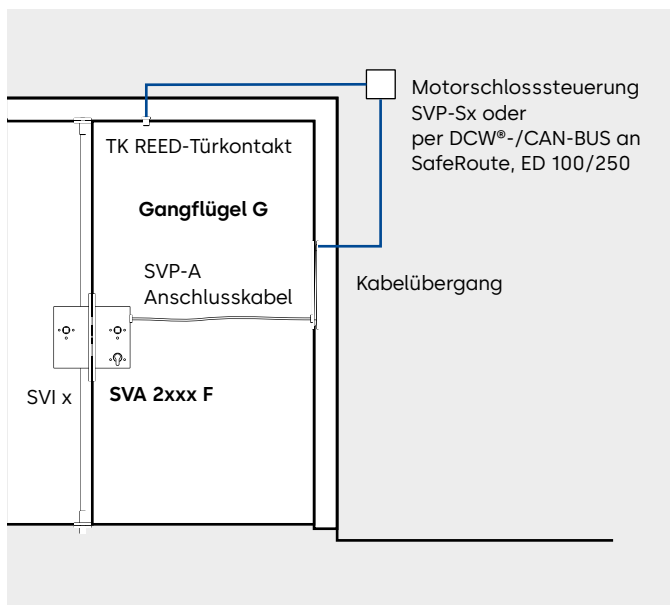 Motorschlosssteuerung
SVP-Sx oder
per DCW®-/CAN-BUS an
SafeRoute, ED 100/250
TK REED-Türkontakt
Gangflügel G
SVP-A
Anschlusskabel
Kabelübergang
SVI x
SVA 2xxx F